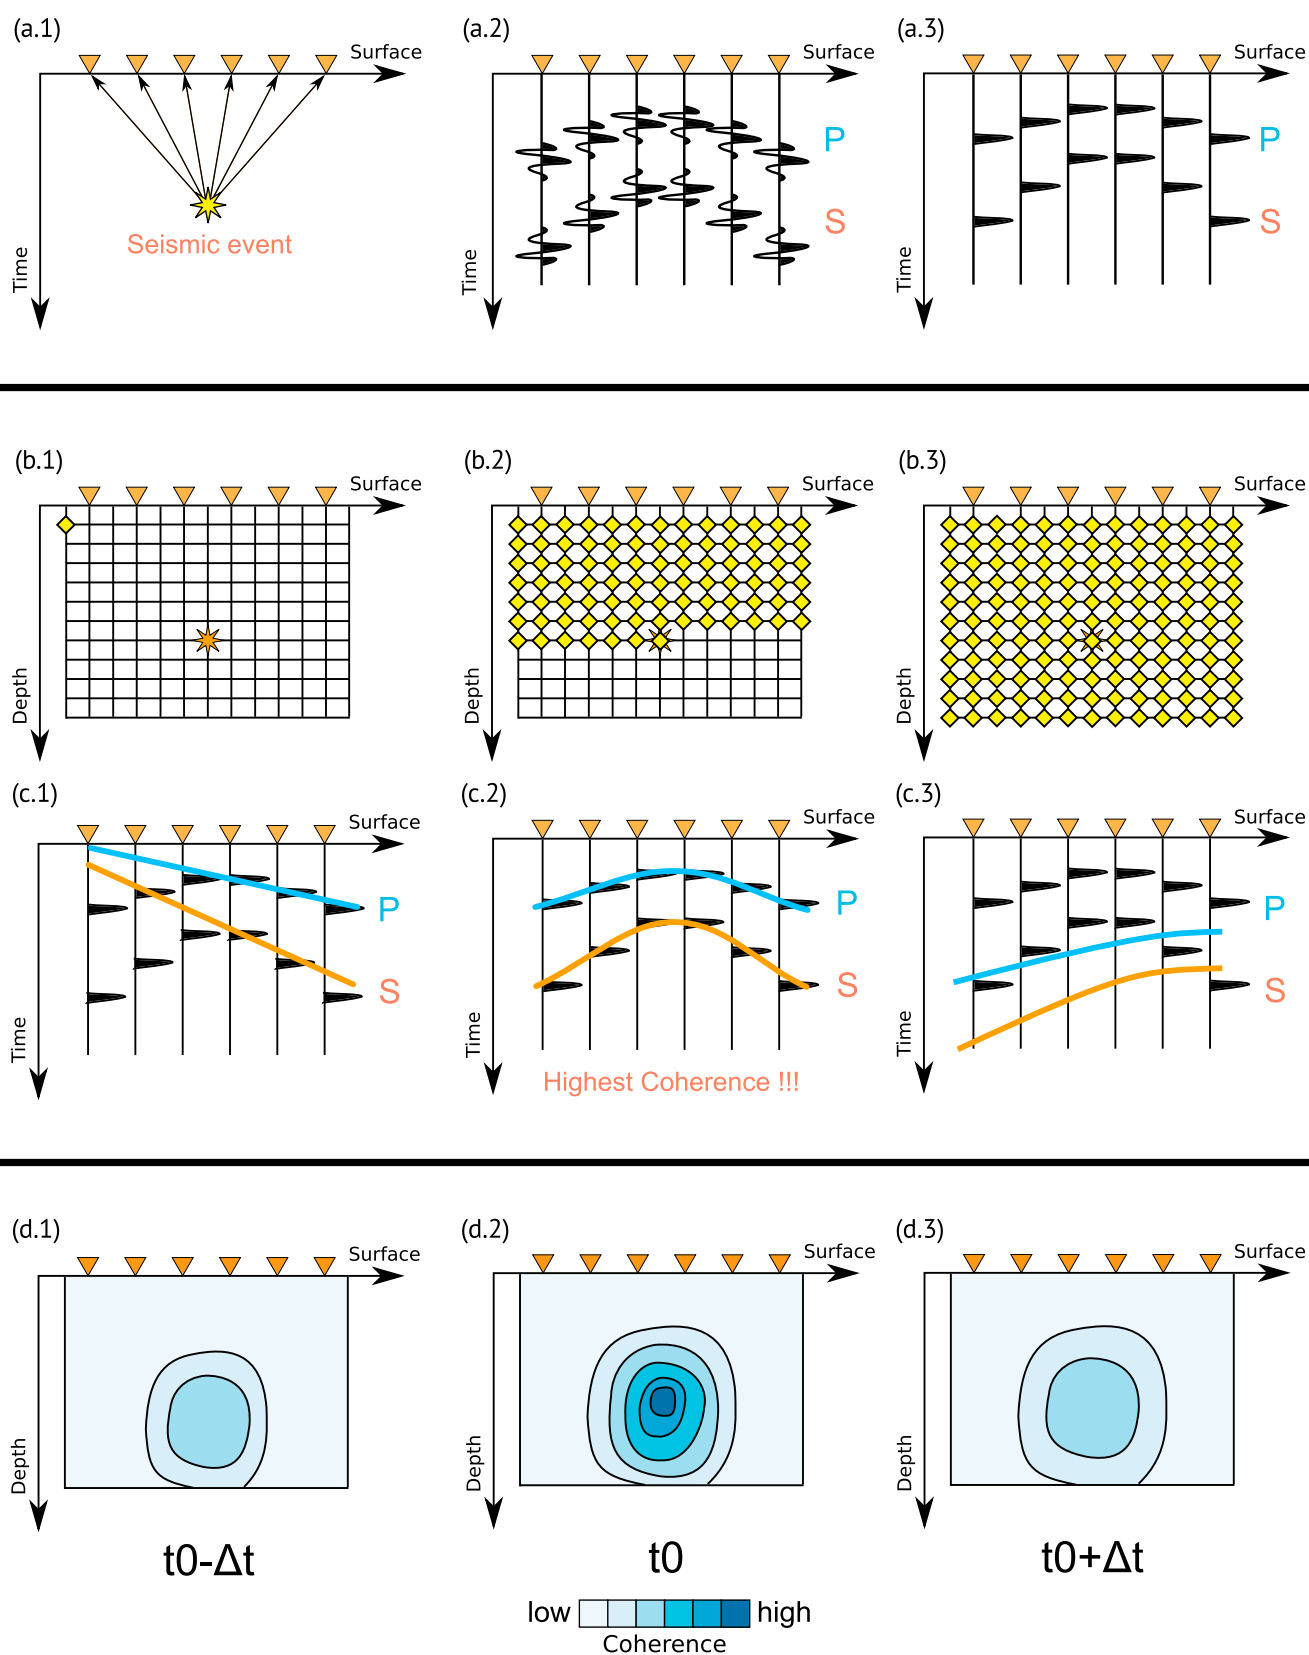 (a.1)
Surface
Seismic event
Time
(a.2)
Surface
P
S
Time
(a.3)
Surface
P
S
Time
(b.1)
Surface
Depth
(b.2)
Surface
Depth
(b.3)
Surface
Depth
(c.1)
Surface
P
S
Time
(c.2)
Surface
P
S
Time
Highest Coherence !!!
(c.3)
Surface
P
S
Time
(d.1)
Surface
Depth
t0-Δt
(d.2)
Surface
Depth
t0
(d.3)
Surface
Depth
t0+Δt
low high
Coherence